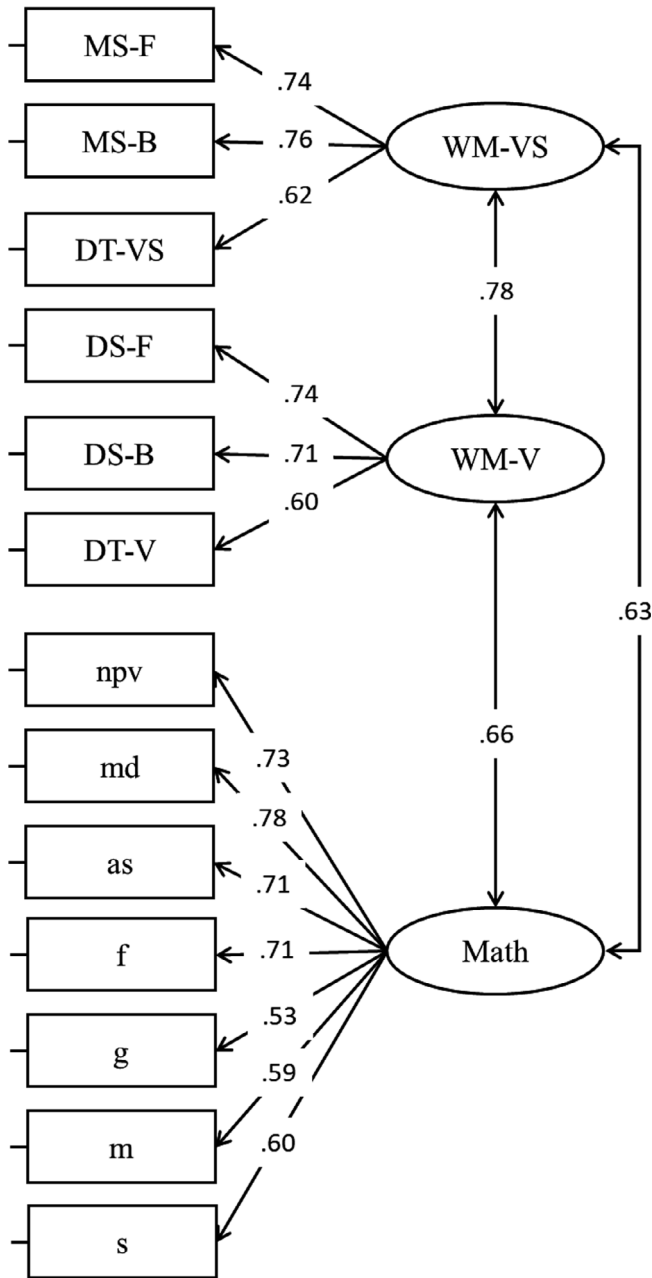 MS-F
.74
MS-B
.76
WM-VS
.62
DT-VS
.78
DS-F
.74
DS-B
.71
WM-V
.60
DT-V
.63
npv
.66
.73
md
.78
as
.71
f
.71
Math
.53
g
.59
m
.60
s